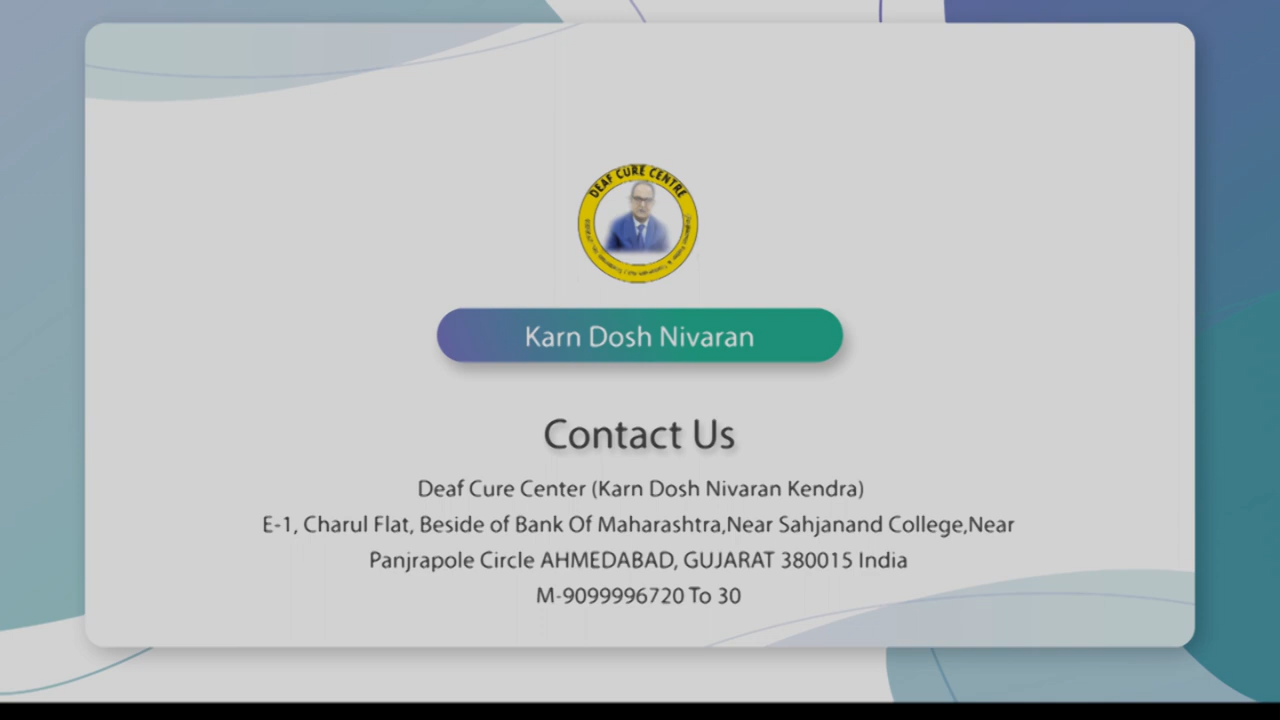 DEAF CURE CENTRE
Karn Dosh Nivaran
Contact Us
Deaf Cure Center (Karn Dosh Nivaran Kendra)
E-1, Charul Flat, Beside of Bank Of Maharashtra,Near Sahjanand College,Near
Panjrapole Circle AHMEDABAD, GUJARAT 380015 India
M-9099996720 To 30